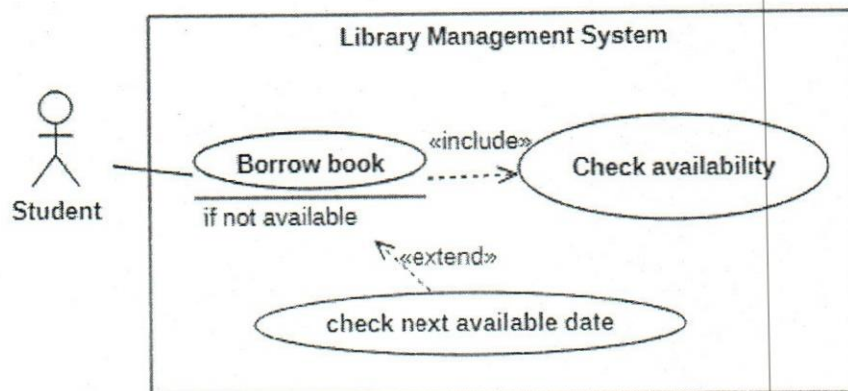 Library Management System
«include»
Borrow book
Check availability
Student
if not available
«extend»
check next available date